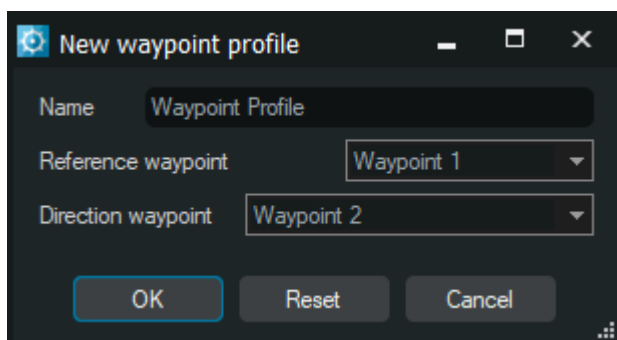 New waypoint profile
Name Waypoint Profile
Reference waypoint Waypoint 1
Direction waypoint Waypoint 2
OK Reset Cancel